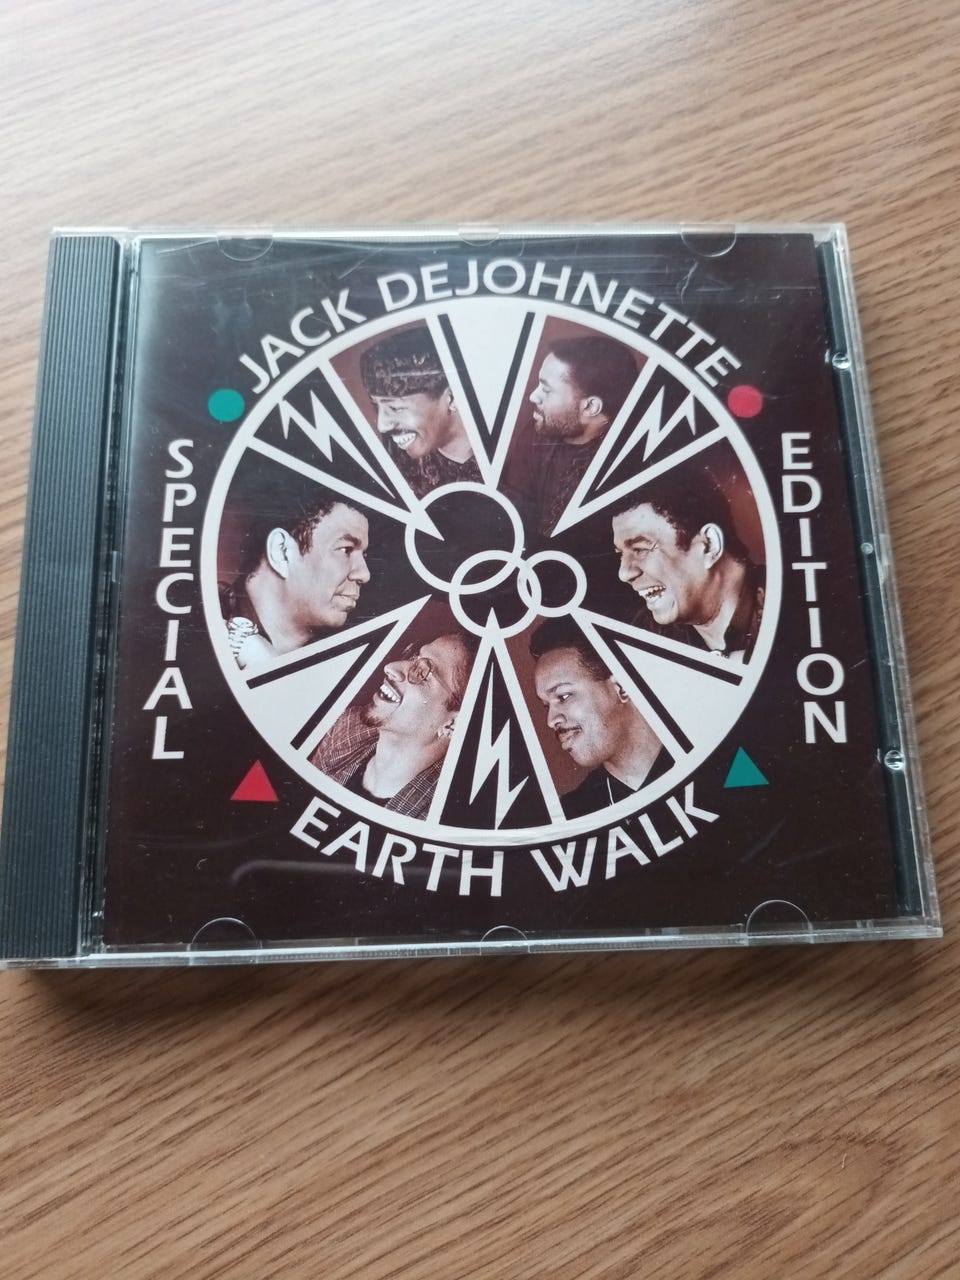 JACK DEJOHNETTE
SPECIAL
EDITION
EARTH WALK